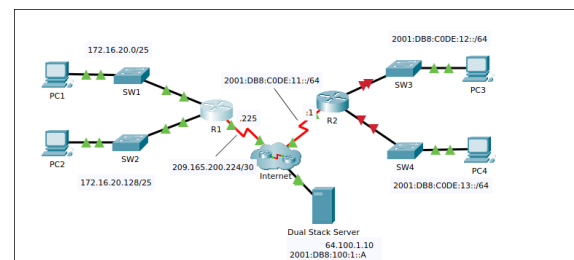 2001:DB8:C0DE:12::/64
172.16.20.0/25
PC1
SW1
SW3
PC3
2001:DB8:C0DE:11::/64
.225
:1
R1
R2
PC2
SW2
209.165.200.224/30
Internet
SW4
PC4
172.16.20.128/25
2001:DB8:C0DE:13::/64
Dual Stack Server
64.100.1.10
2001:DB8:100:1::A